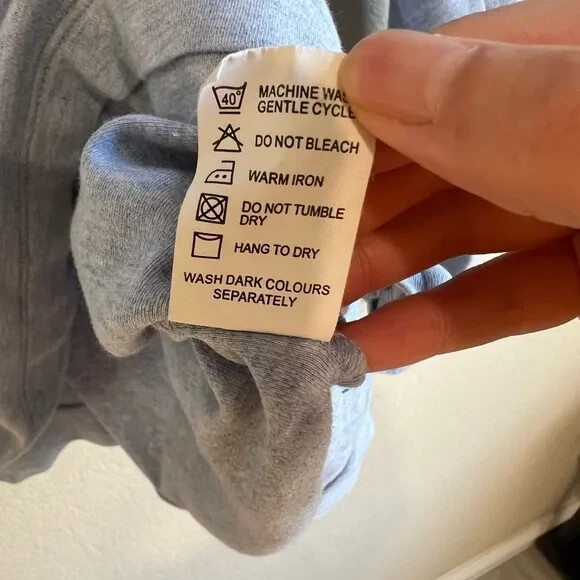 40°
MACHINE
GENTLE CYCLE
DO NOT BLEACH
WARM IRON
DO NOT TUMBLE
DRY
HANG TO DRY
WASH DARK COLOURS
SEPARATELY